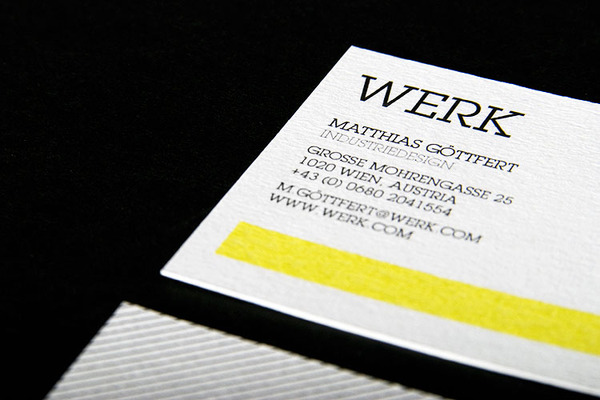 WERK
MATTHIAS GÖTTFERT
INDUSTRIEDESIGN
GROSSE MOHRENGASSE 25
1020 WIEN, AUSTRIA
+43 (0) 0680 2041554
M.GÖTTFERT@WERK.COM
WWW.WERK.COM